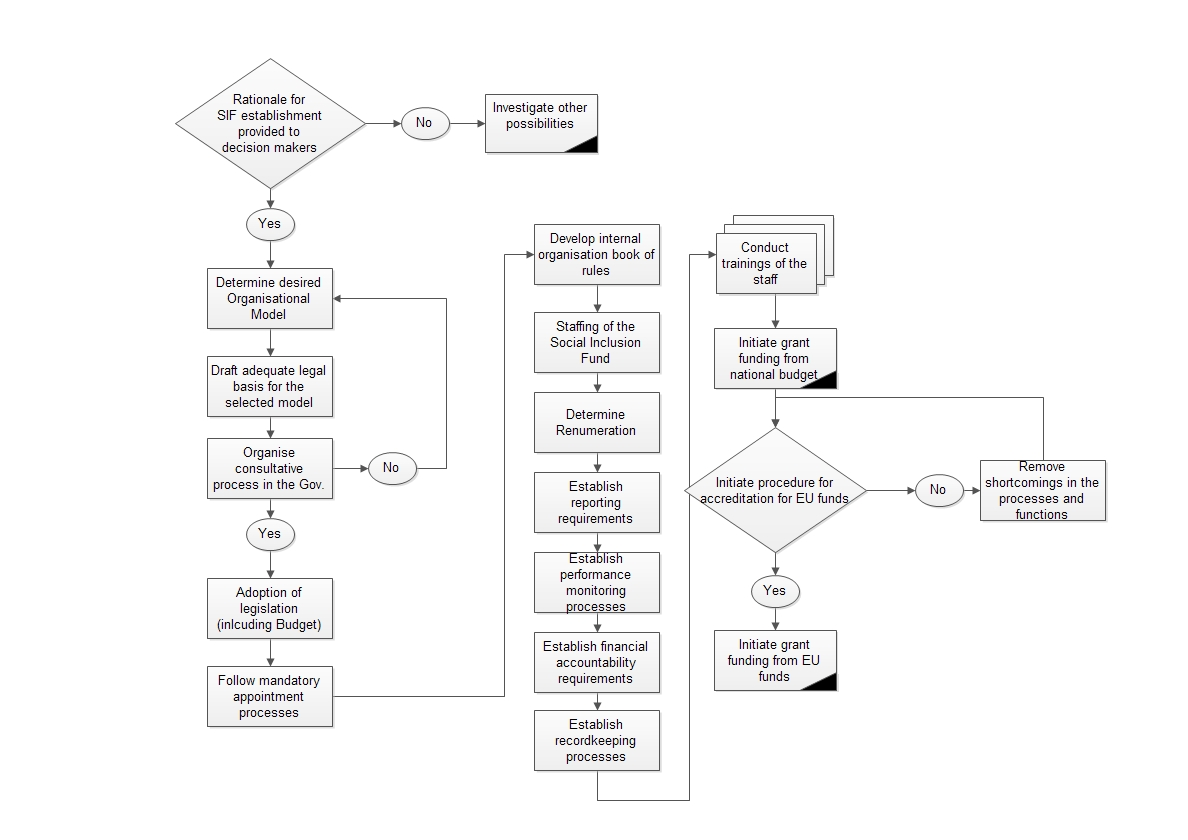 Rationale for
SIF establishment
provided to
decision makers
No
Investigate other
possibilities
Yes
Determine desired
Organisational
Model
Draft adequate legal
basis for the
selected model
Organise
consultative
process in the Gov.
No
Yes
Adoption of
legislation
(inlcuding Budget)
Follow mandatory
appointment
processes
Develop internal
organisation book of
rules
Staffing of the
Social Inclusion
Fund
Determine
Renumeration
Establish
reporting
requirements
Establish
performance
monitoring
processes
Establish financial
accountability
requirements
Establish
recordkeeping
processes
Conduct
trainings of the
staff
Initiate grant
funding from
national budget
Initiate procedure for
accreditation for EU funds
No
Remove
shortcomings in the
processes and
functions
Yes
Initiate grant
funding from EU
funds